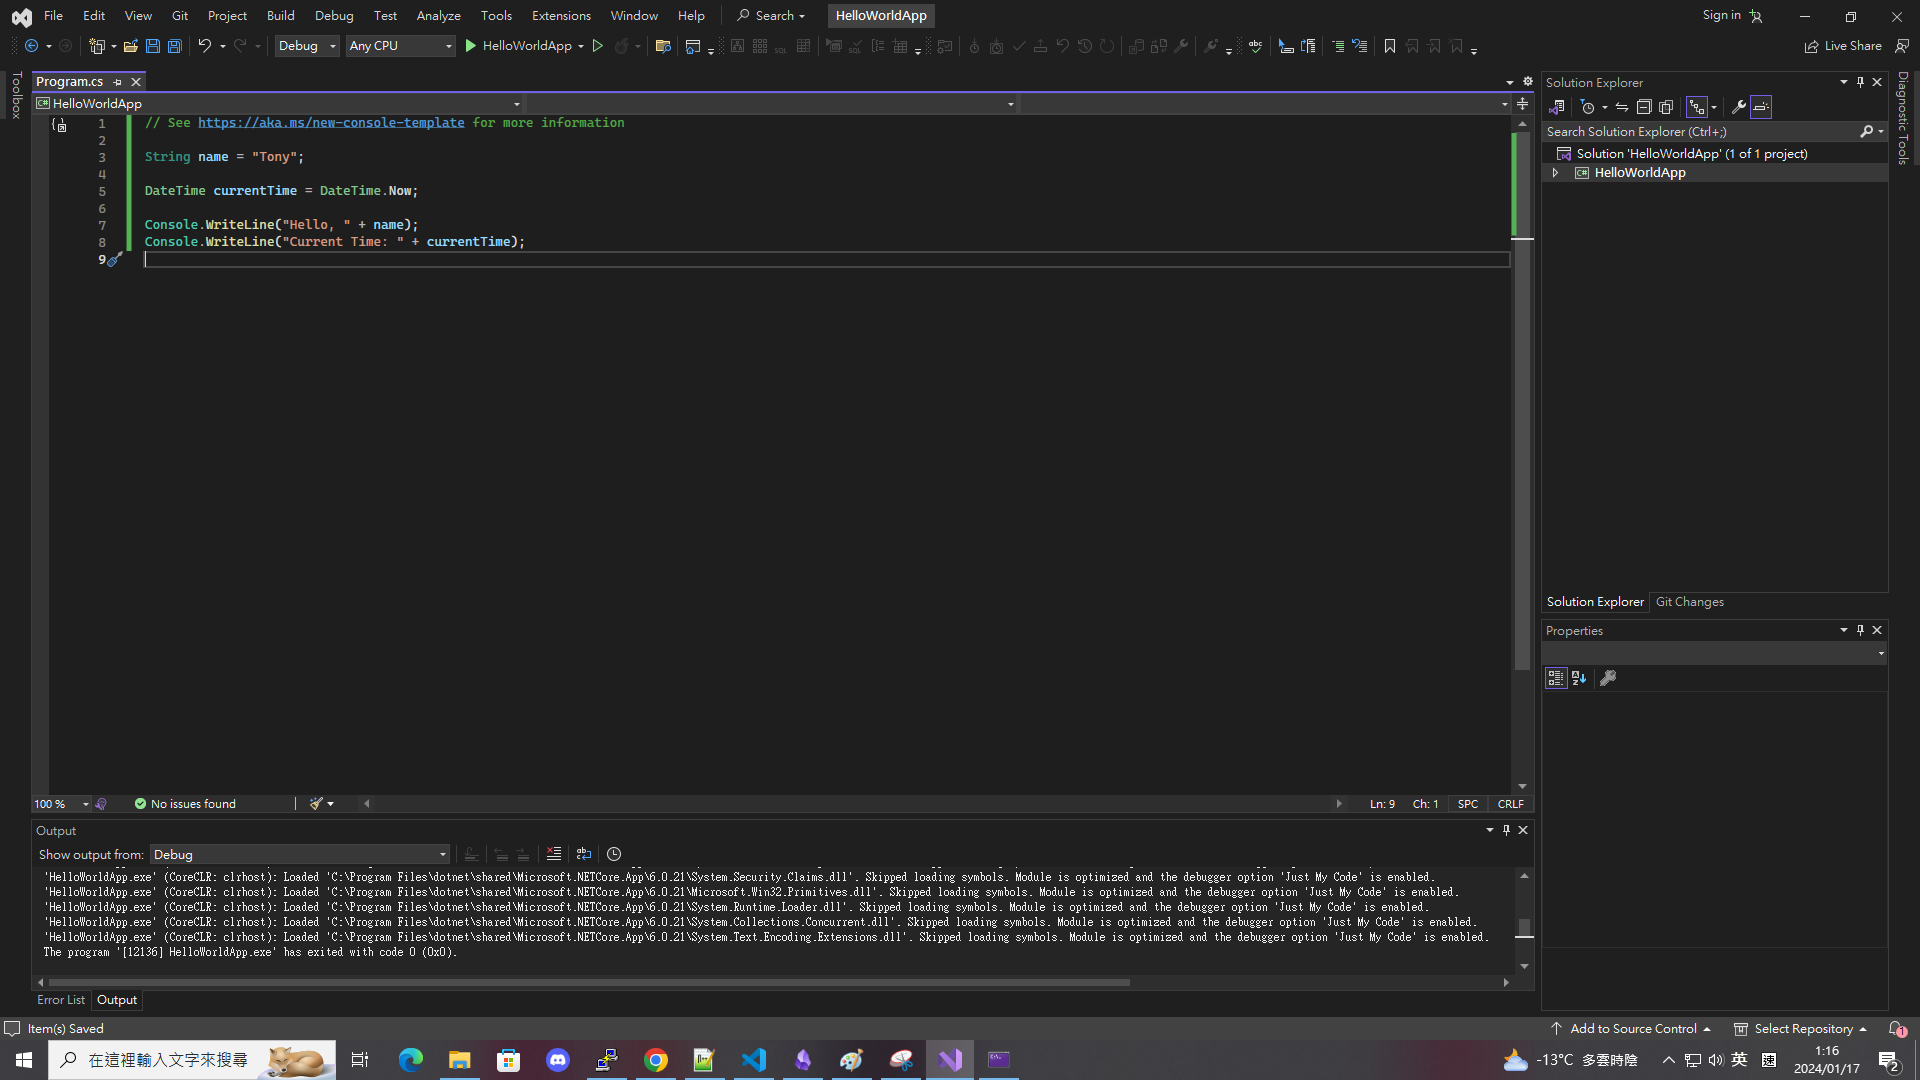 File Edit View Git Project Build Debug Test Analyze Tools Extensions Window Help Search HelloWorldApp Sign in
Debug Any CPU HelloWorldApp Live Share
Toolbox
Program.cs
HelloWorldApp
1 // See https://aka.ms/new-console-template for more information
2
3 String name = "Tony";
4
5 DateTime currentTime = DateTime.Now;
6
7 Console.WriteLine("Hello, " + name);
8 Console.WriteLine("Current Time: " + currentTime);
9
100 % No issues found Ln: 9 Ch: 1 SPC CRLF
Output
Show output from: Debug
'HelloWorldApp.exe' (CoreCLR: clrhost): Loaded 'C:\Program Files\dotnet\shared\Microsoft.NETCore.App\6.0.21\System.Security.Claims.dll'. Skipped loading symbols. Module is optimized and the debugger option 'Just My Code' is enabled.
'HelloWorldApp.exe' (CoreCLR: clrhost): Loaded 'C:\Program Files\dotnet\shared\Microsoft.NETCore.App\6.0.21\Microsoft.Win32.Primitives.dll'. Skipped loading symbols. Module is optimized and the debugger option 'Just My Code' is enabled.
'HelloWorldApp.exe' (CoreCLR: clrhost): Loaded 'C:\Program Files\dotnet\shared\Microsoft.NETCore.App\6.0.21\System.Runtime.Loader.dll'. Skipped loading symbols. Module is optimized and the debugger option 'Just My Code' is enabled.
'HelloWorldApp.exe' (CoreCLR: clrhost): Loaded 'C:\Program Files\dotnet\shared\Microsoft.NETCore.App\6.0.21\System.Collections.Concurrent.dll'. Skipped loading symbols. Module is optimized and the debugger option 'Just My Code' is enabled.
'HelloWorldApp.exe' (CoreCLR: clrhost): Loaded 'C:\Program Files\dotnet\shared\Microsoft.NETCore.App\6.0.21\System.Text.Encoding.Extensions.dll'. Skipped loading symbols. Module is optimized and the debugger option 'Just My Code' is enabled.
The program '[12136] HelloWorldApp.exe' has exited with code 0 (0x0).
Error List Output
Solution Explorer
Search Solution Explorer (Ctrl+;)
Solution 'HelloWorldApp' (1 of 1 project)
C# HelloWorldApp
Solution Explorer Git Changes
Properties
Diagnostic Tools
Item(s) Saved Add to Source Control Select Repository 1
在這裡輸入文字來搜尋 -13°C 多雲時陰 英 1:16
2024/01/17 2